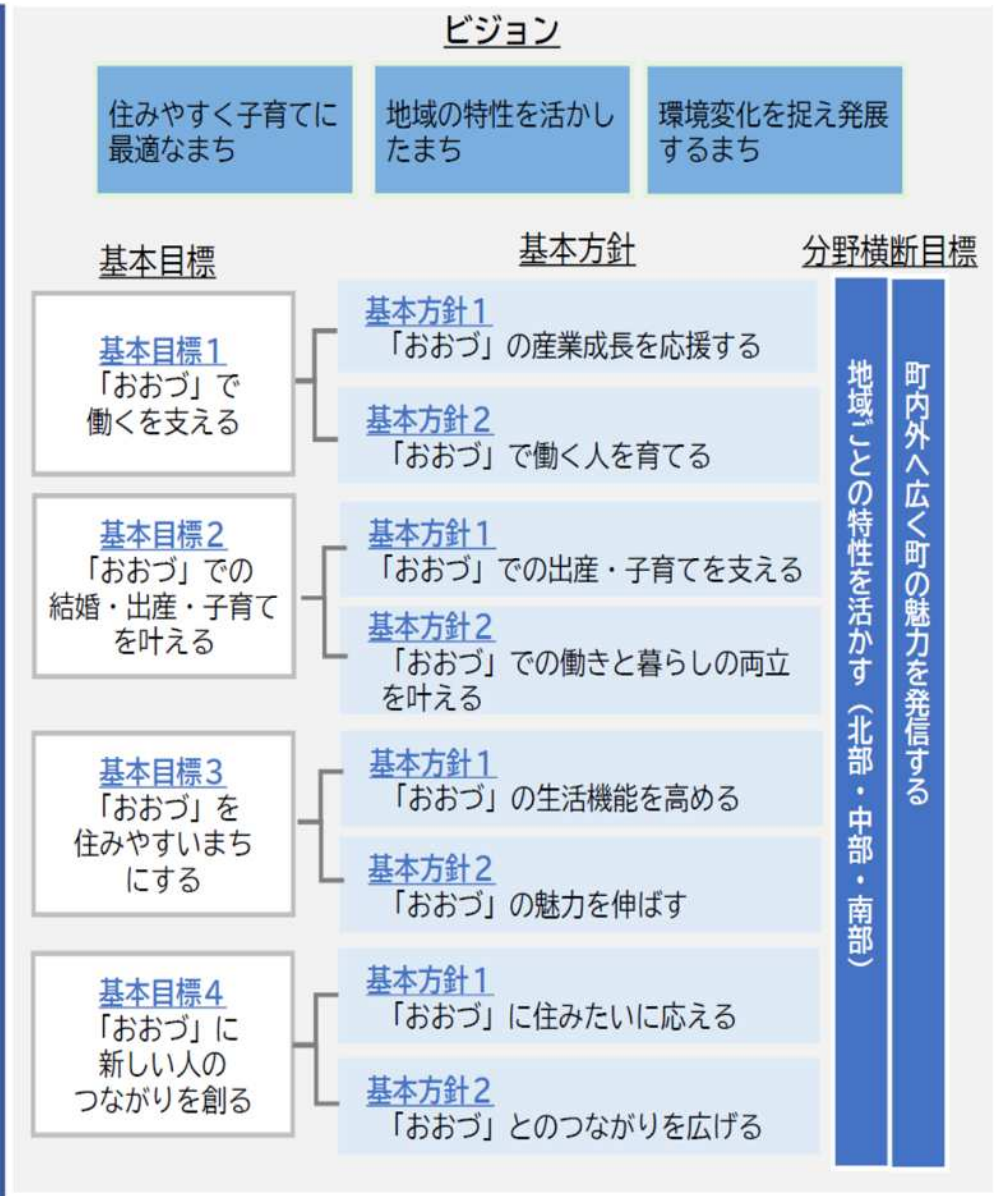 ビジョン
住みやすく子育てに
最適なまち
地域の特性を活かし
たまち
環境変化を捉え発展
するまち
基本目標
基本方針
分野横断目標
基本目標1
「おおづ」で
働くを支える
基本方針1
「おおづ」の産業成長を応援する
基本方針2
「おおづ」で働く人を育てる
基本目標2
「おおづ」での
結婚・出産・子育て
を叶える
基本方針1
「おおづ」での出産・子育てを支える
基本方針2
「おおづ」での働きと暮らしの両立
を叶える
基本目標3
「おおづ」を
住みやすいまち
にする
基本方針1
「おおづ」の生活機能を高める
基本方針2
「おおづ」の魅力を伸ばす
基本目標4
「おおづ」に
新しい人の
つながりを創る
基本方針1
「おおづ」に住みたいに応える
基本方針2
「おおづ」とのつながりを広げる
町内外へ広く町の魅力を発信する
地域ごとの特性を活かす（北部・中部・南部）